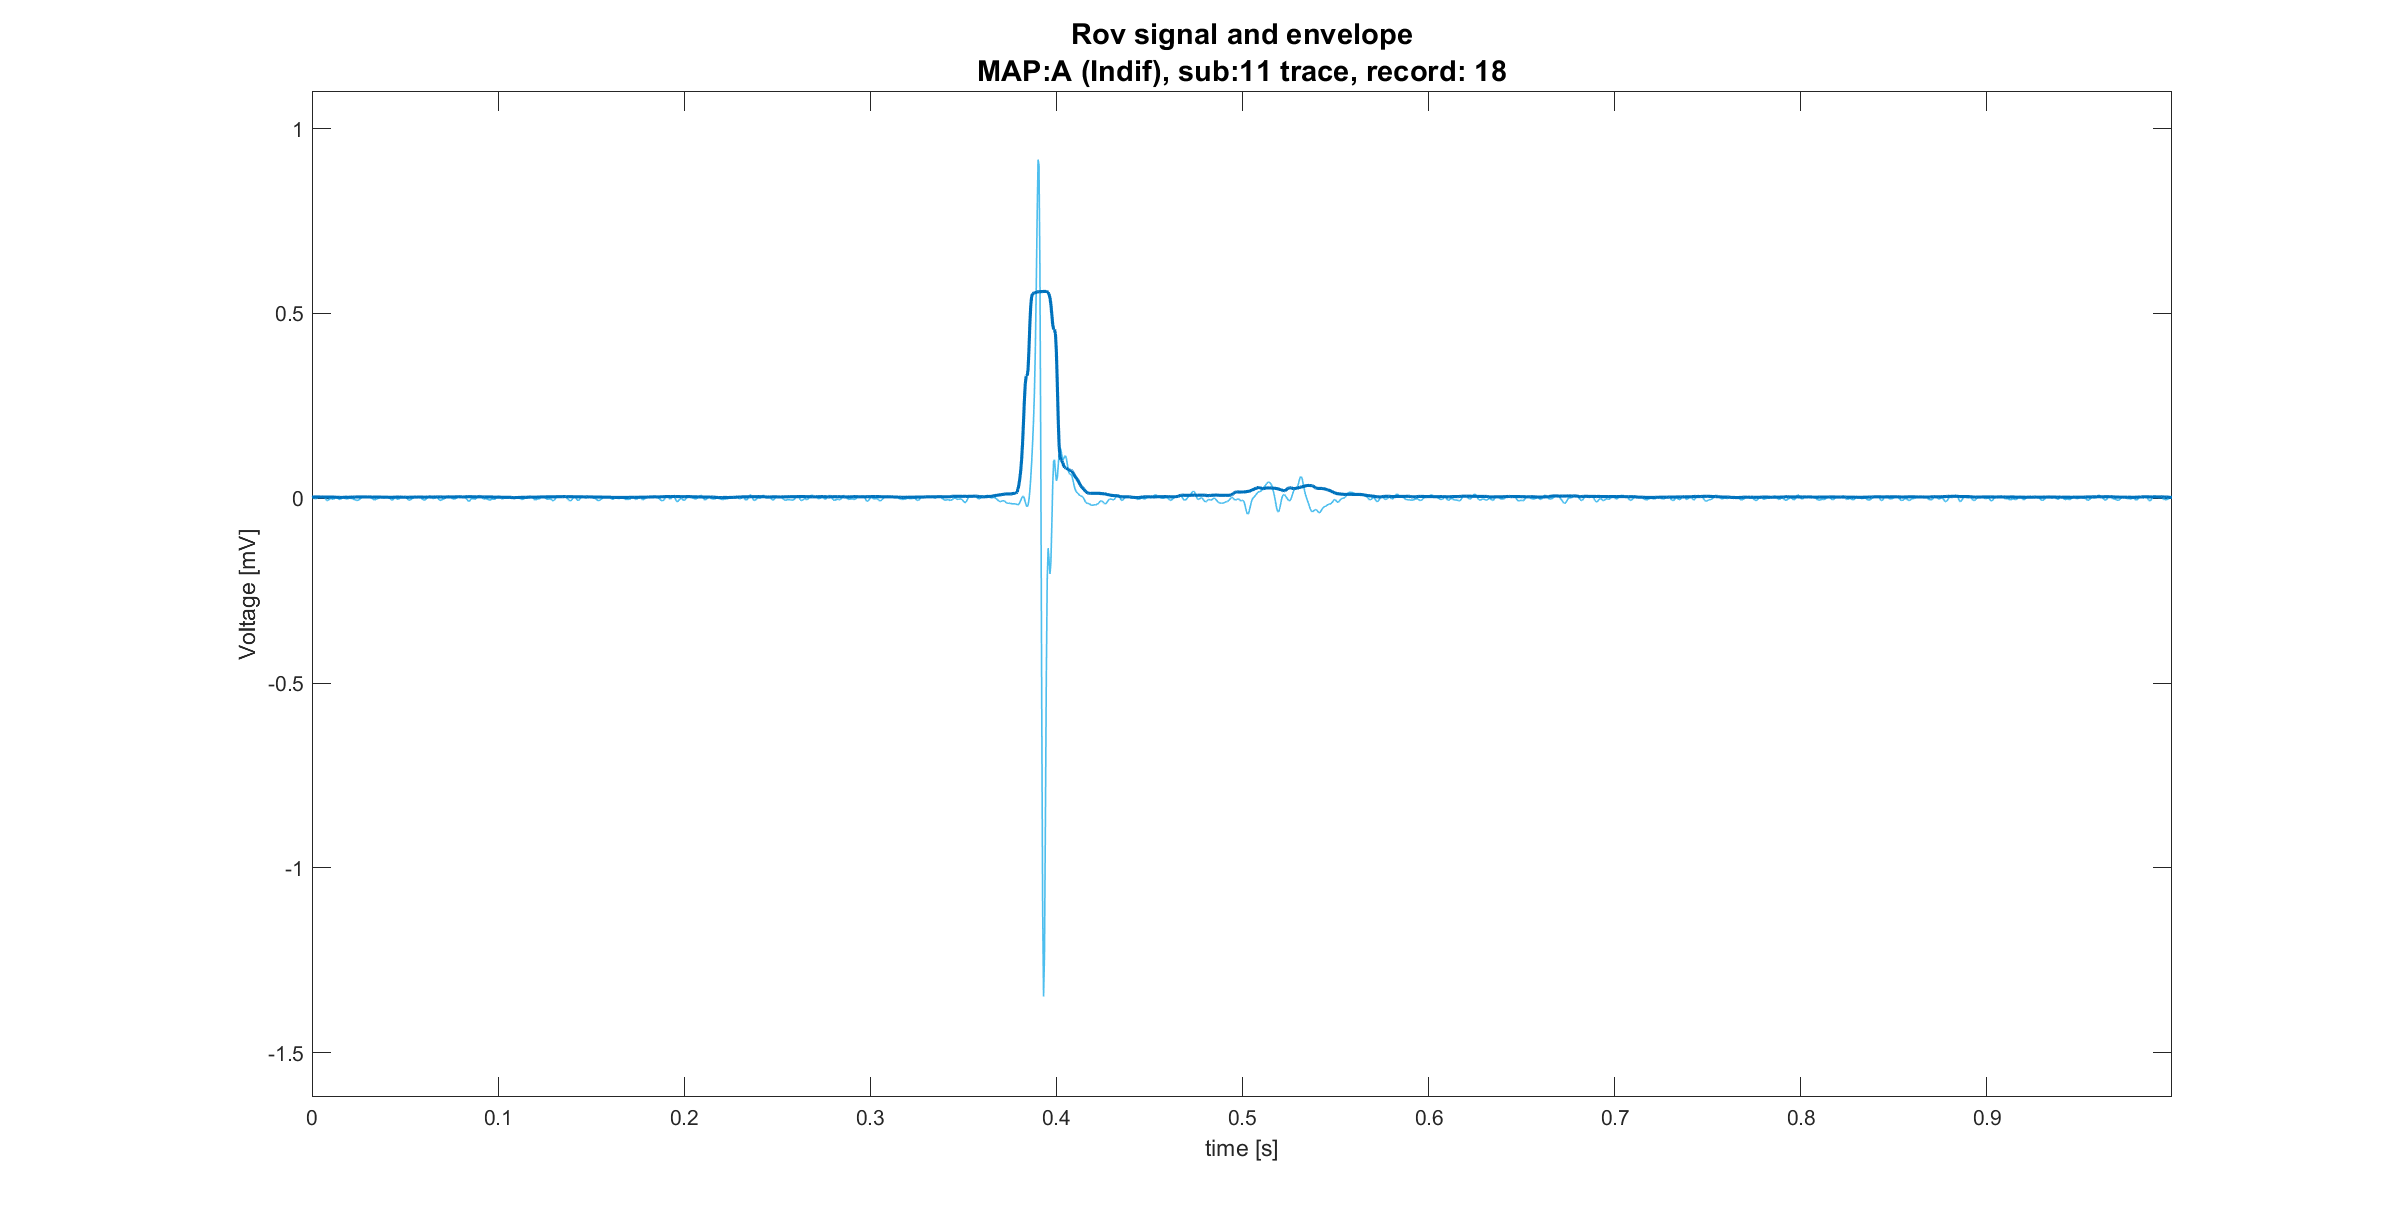 Rov signal and envelope
MAP:A (Indif), sub:11 trace, record: 18
1
0.5
0
-0.5
-1
-1.5
Voltage [mV]
0 0.1 0.2 0.3 0.4 0.5 0.6 0.7 0.8 0.9
time [s]